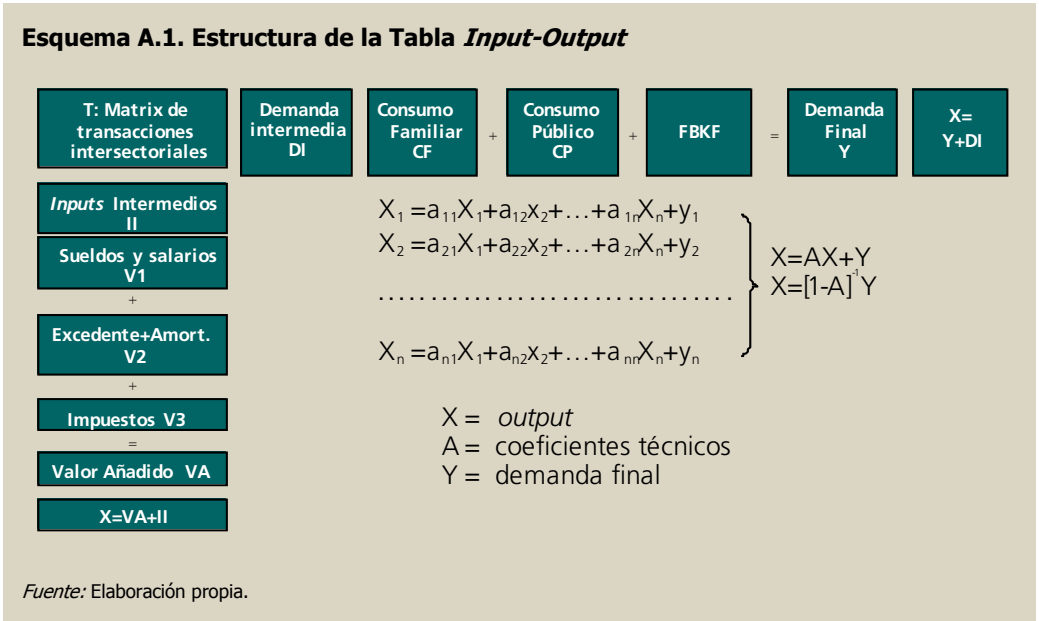 Esquema A.1. Estructura de la Tabla Input-Output
T: Matrix de
transacciones
intersectoriales
Demanda
intermedia
DI
Consumo
Familiar
CF
+
Consumo
Público
CP
+
FBKF
=
Demanda
Final
Y
X=
Y+DI
Inputs Intermedios
II
Sueldos y salarios
V1
+
Excedente+Amort.
V2
+
Impuestos V3
=
Valor Añadido VA
X=VA+II
X₁ =a₁₁X₁+a₁₂x₂+...+a₁ₙXₙ+y₁
X₂ =a₂₁X₁+a₂₂x₂+...+a₂ₙXₙ+y₂
..................................
Xₙ =aₙ₁X₁+aₙ₂x₂+...+aₙₙXₙ+yₙ
X=AX+Y
X=[1-A]⁻¹Y
X = output
A = coeficientes técnicos
Y = demanda final
Fuente: Elaboración propia.